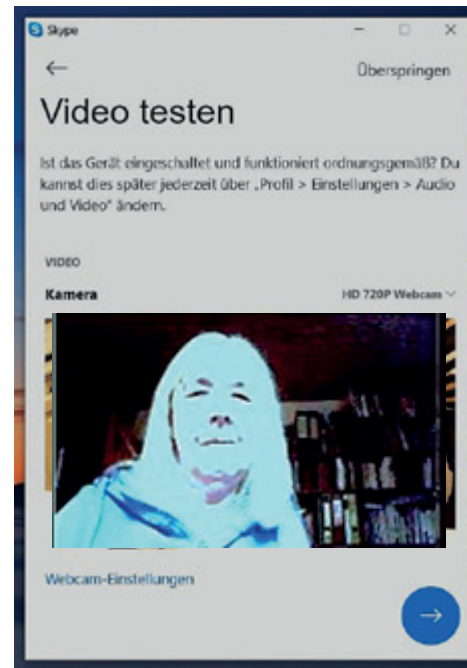 Skype
Überspringen
Video testen
Ist das Gerät eingeschaltet und funktioniert ordnungsgemäß? Du
kannst dies später jederzeit über „Profil > Einstellungen > Audio
und Video" ändern.
VIDEO
Kamera HD 720P Webcam
Webcam-Einstellungen